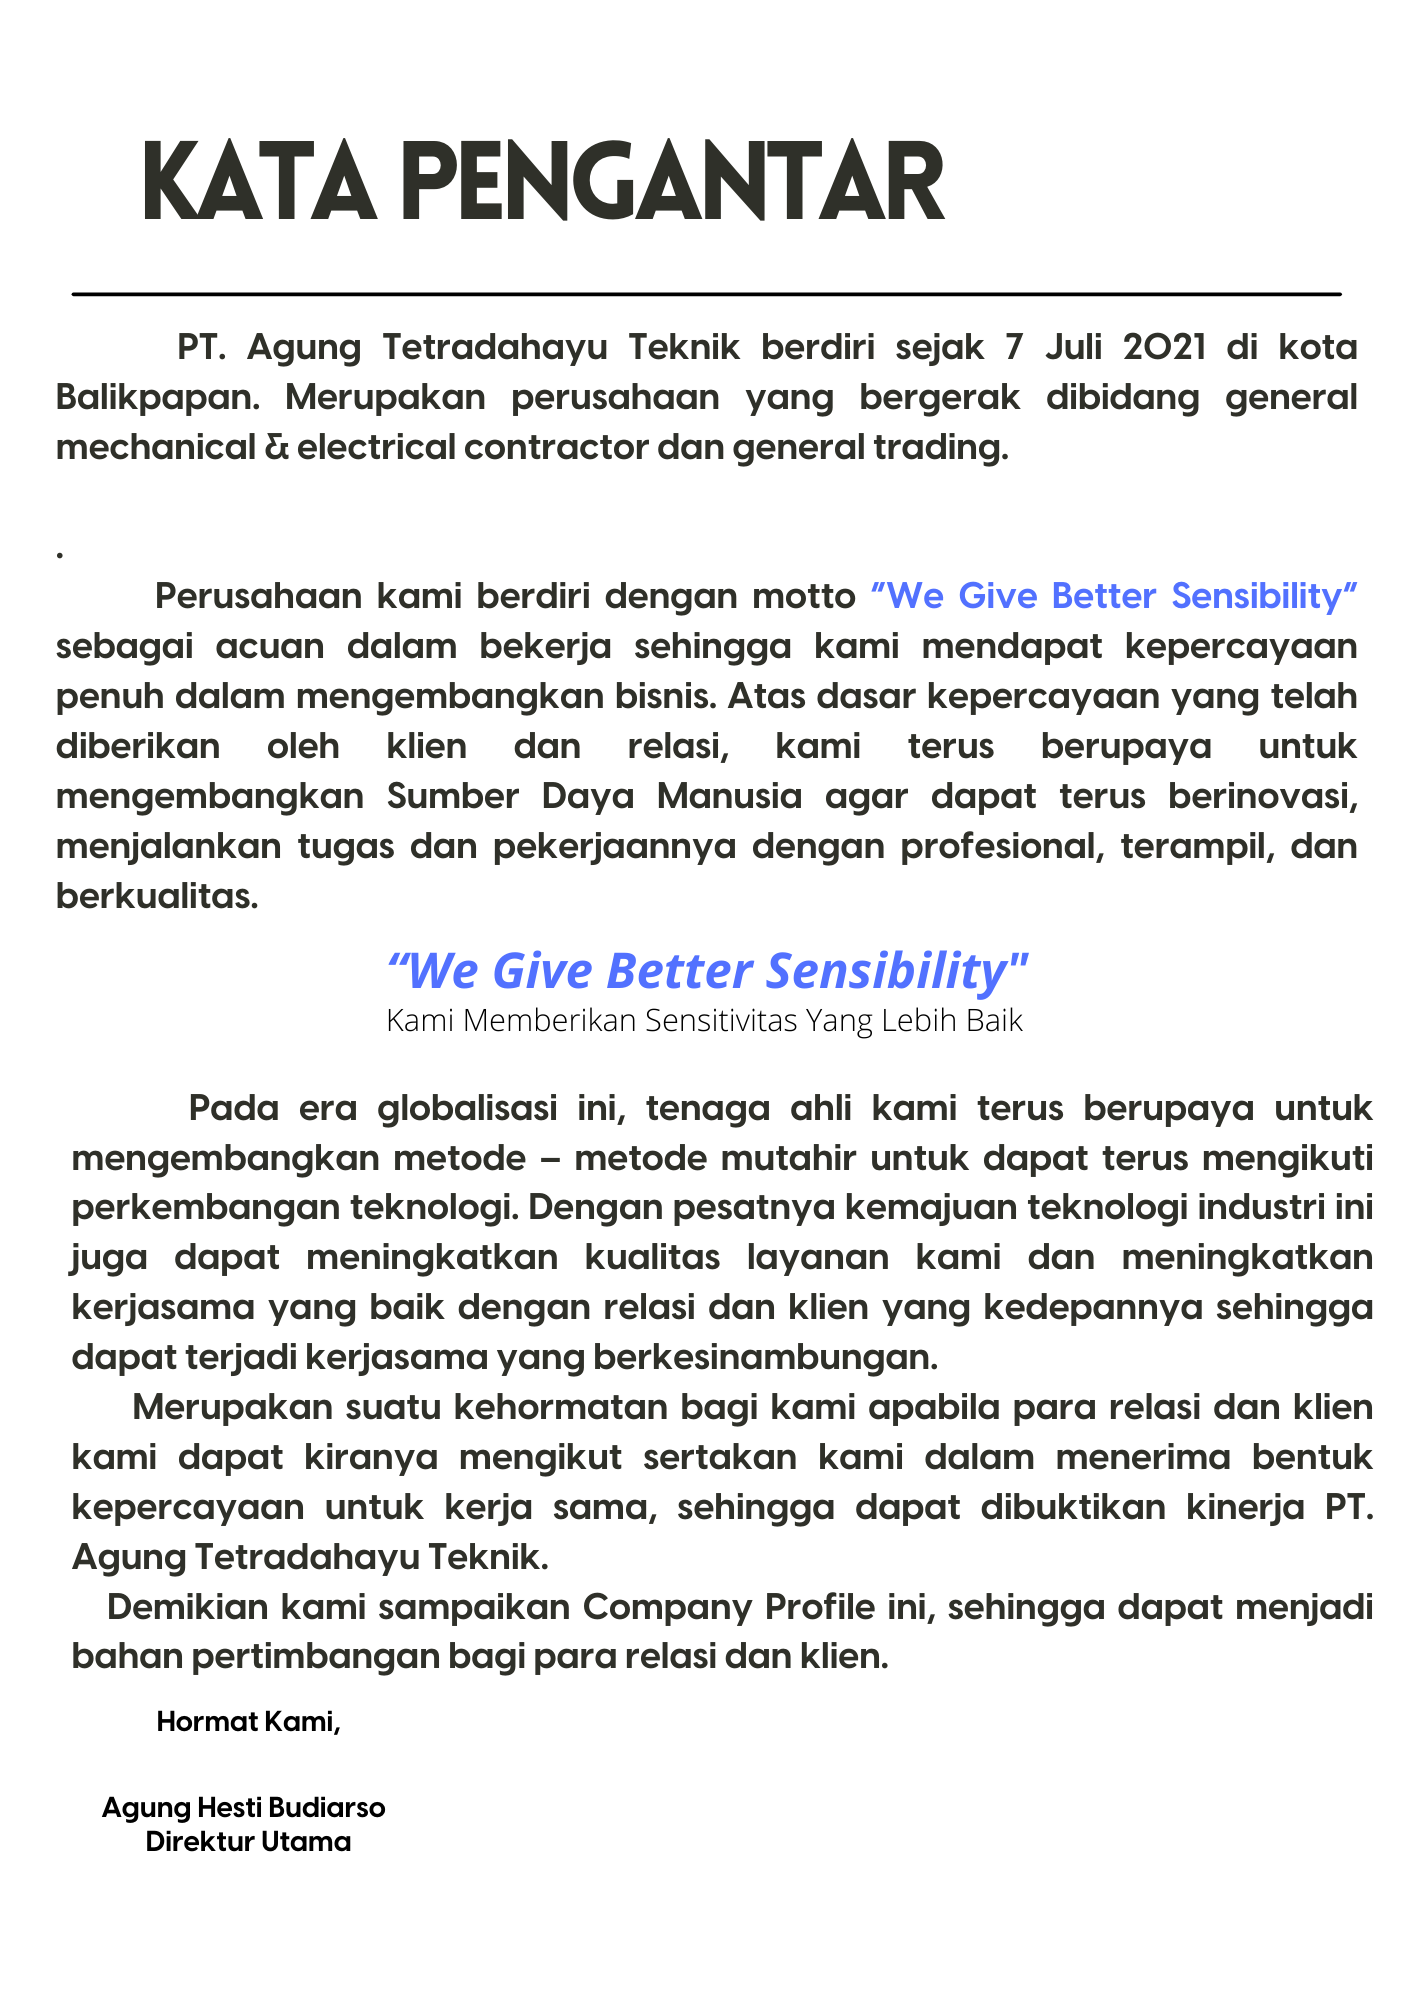 KATA PENGANTAR
PT. Agung Tetradahayu Teknik berdiri sejak 7 Juli 2021 di kota
Balikpapan. Merupakan perusahaan yang bergerak dibidang general
mechanical & electrical contractor dan general trading.
.
Perusahaan kami berdiri dengan motto "We Give Better Sensibility"
sebagai acuan dalam bekerja sehingga kami mendapat kepercayaan
penuh dalam mengembangkan bisnis. Atas dasar kepercayaan yang telah
diberikan oleh klien dan relasi, kami terus berupaya untuk
mengembangkan Sumber Daya Manusia agar dapat terus berinovasi,
menjalankan tugas dan pekerjaannya dengan profesional, terampil, dan
berkualitas.
“We Give Better Sensibility"
Kami Memberikan Sensitivitas Yang Lebih Baik
Pada era globalisasi ini, tenaga ahli kami terus berupaya untuk
mengembangkan metode – metode mutahir untuk dapat terus mengikuti
perkembangan teknologi. Dengan pesatnya kemajuan teknologi industri ini
juga dapat meningkatkan kualitas layanan kami dan meningkatkan
kerjasama yang baik dengan relasi dan klien yang kedepannya sehingga
dapat terjadi kerjasama yang berkesinambungan.
Merupakan suatu kehormatan bagi kami apabila para relasi dan klien
kami dapat kiranya mengikut sertakan kami dalam menerima bentuk
kepercayaan untuk kerja sama, sehingga dapat dibuktikan kinerja PT.
Agung Tetradahayu Teknik.
Demikian kami sampaikan Company Profile ini, sehingga dapat menjadi
bahan pertimbangan bagi para relasi dan klien.
Hormat Kami,
Agung Hesti Budiarso
Direktur Utama